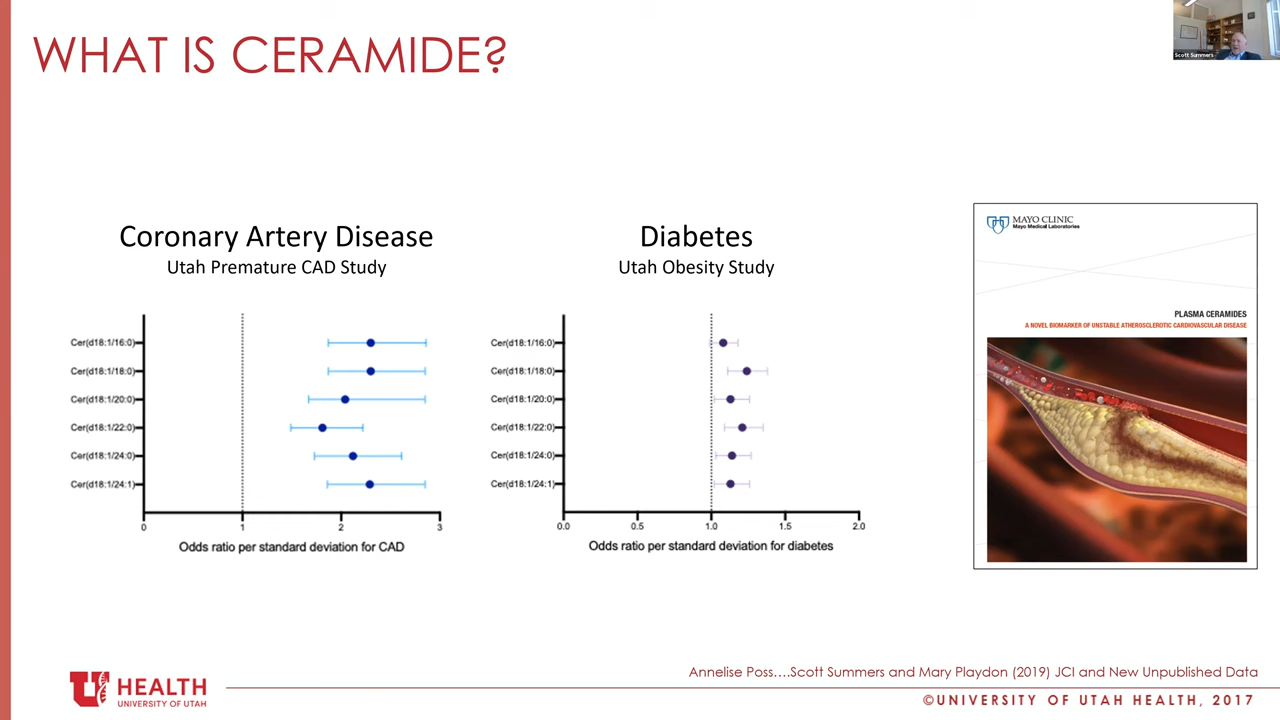 WHAT IS CERAMIDE?
Scott Summers
Coronary Artery Disease
Utah Premature CAD Study
Cer(d18:1/16:0)
Cer(d18:1/18:0)
Cer(d18:1/20:0)
Cer(d18:1/22:0)
Cer(d18:1/24:0)
Cer(d18:1/24:1)
0 1 2 3
Odds ratio per standard deviation for CAD
Diabetes
Utah Obesity Study
Cer(d18:1/16:0)
Cer(d18:1/18:0)
Cer(d18:1/20:0)
Cer(d18:1/22:0)
Cer(d18:1/24:0)
Cer(d18:1/24:1)
0.0 0.5 1.0 1.5 2.0
Odds ratio per standard deviation for diabetes
MAYO CLINIC
Mayo Medical Laboratories
PLASMA CERAMIDES
A NOVEL BIOMARKER OF UNSTABLE ATHEROSCLEROTIC CARDIOVASCULAR DISEASE
Annelise Poss....Scott Summers and Mary Playdon (2019) JCI and New Unpublished Data
U HEALTH
UNIVERSITY OF UTAH
©UNIVERSITY OF UTAH HEALTH, 2017